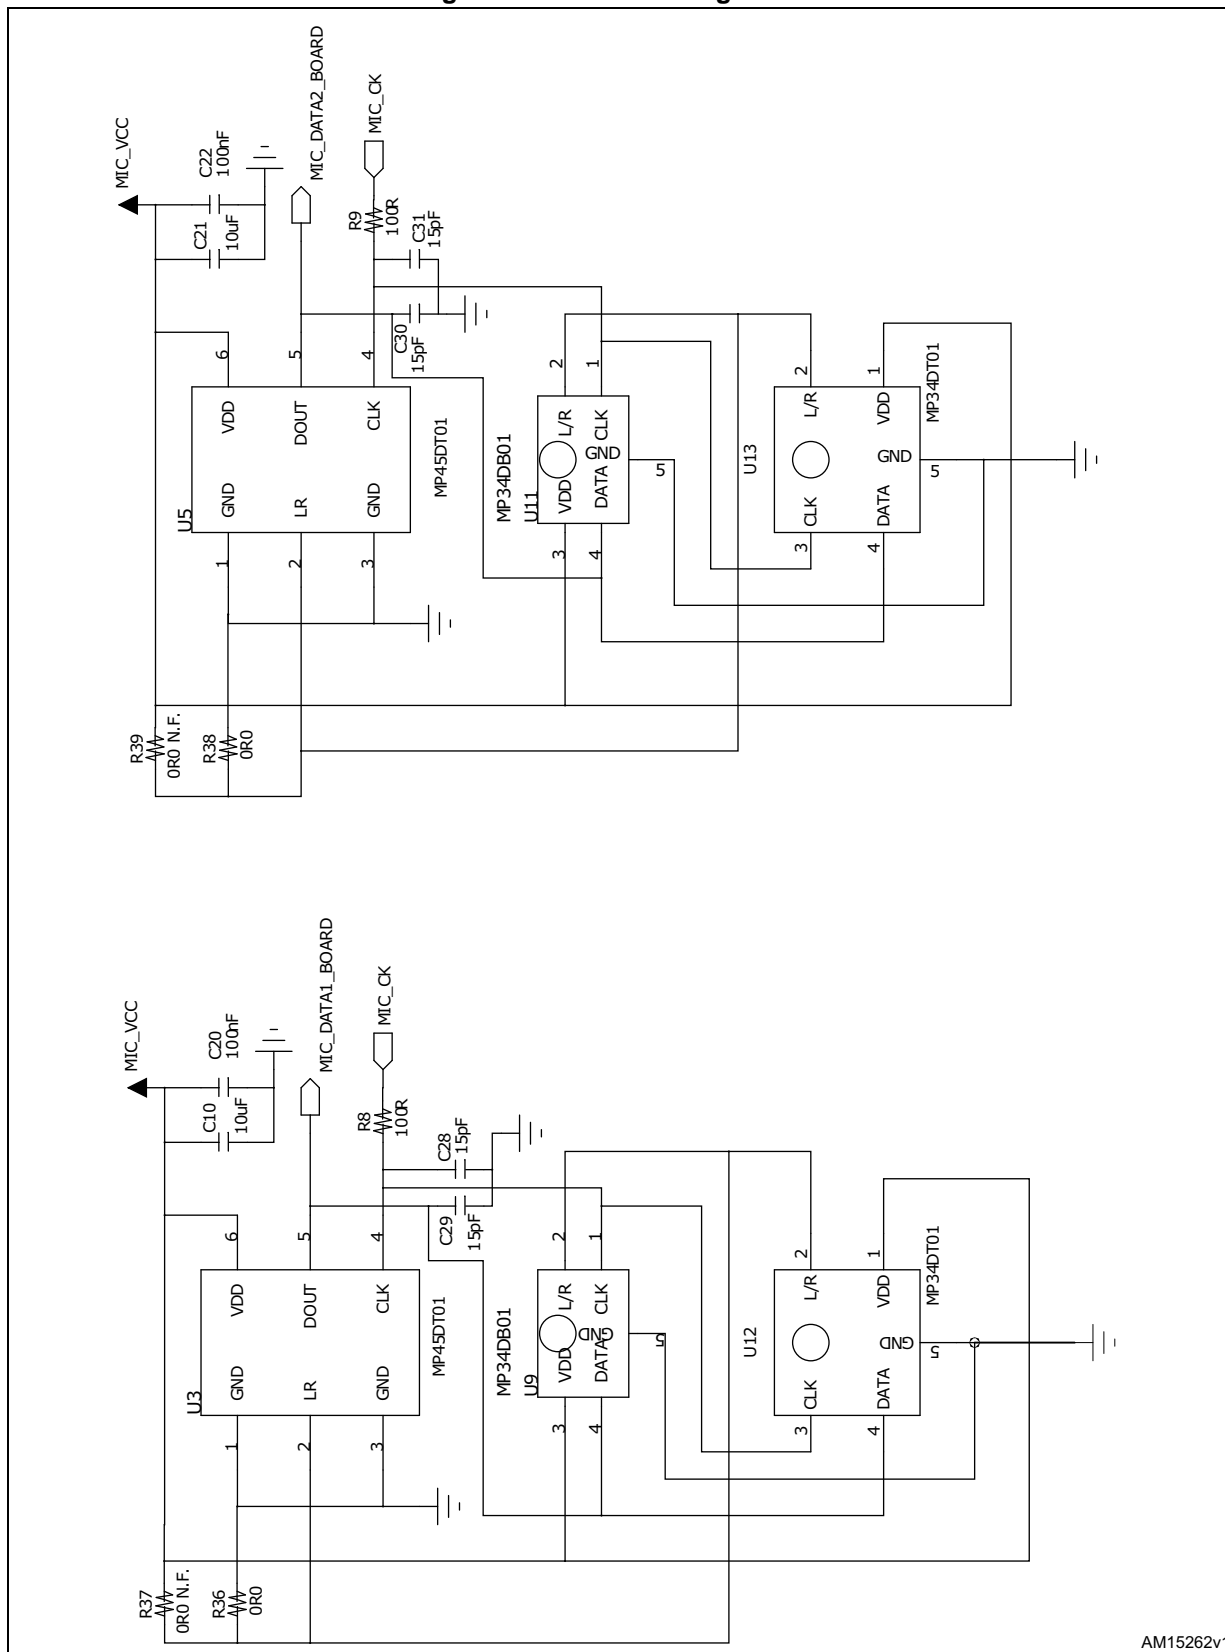 MIC_VCC
C22
100nF
C21
10uF
MIC_DATA2_BOARD
MIC_CK
R9
100R
C31
15pF
C30
15pF
6
5
4
VDD
DOUT
CLK
GND
LR
GND
U5
MP45DT01
1
2
3
R39
0R0 N.F.
R38
0R0
2
1
L/R
CLK
GND
VDD
DATA
MP34DB01
U11
5
3
4
2
1
L/R
VDD
GND
CLK
DATA
U13
MP34DT01
5
3
4
MIC_VCC
C20
100nF
C10
10uF
MIC_DATA1_BOARD
MIC_CK
R8
100R
C28
15pF
C29
15pF
6
5
4
VDD
DOUT
CLK
GND
LR
GND
U3
MP45DT01
1
2
3
R37
0R0 N.F.
R36
0R0
2
1
L/R
CLK
GND
VDD
DATA
MP34DB01
U9
5
3
4
2
1
L/R
VDD
GND
CLK
DATA
U12
MP34DT01
5
3
4
AM15262v1